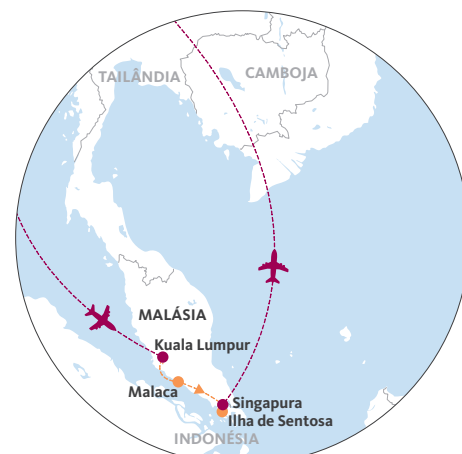 TAILÂNDIA
CAMBOJA
MALÁSIA
Kuala Lumpur
Malaca
Singapura
Ilha de Sentosa
INDONÉSIA